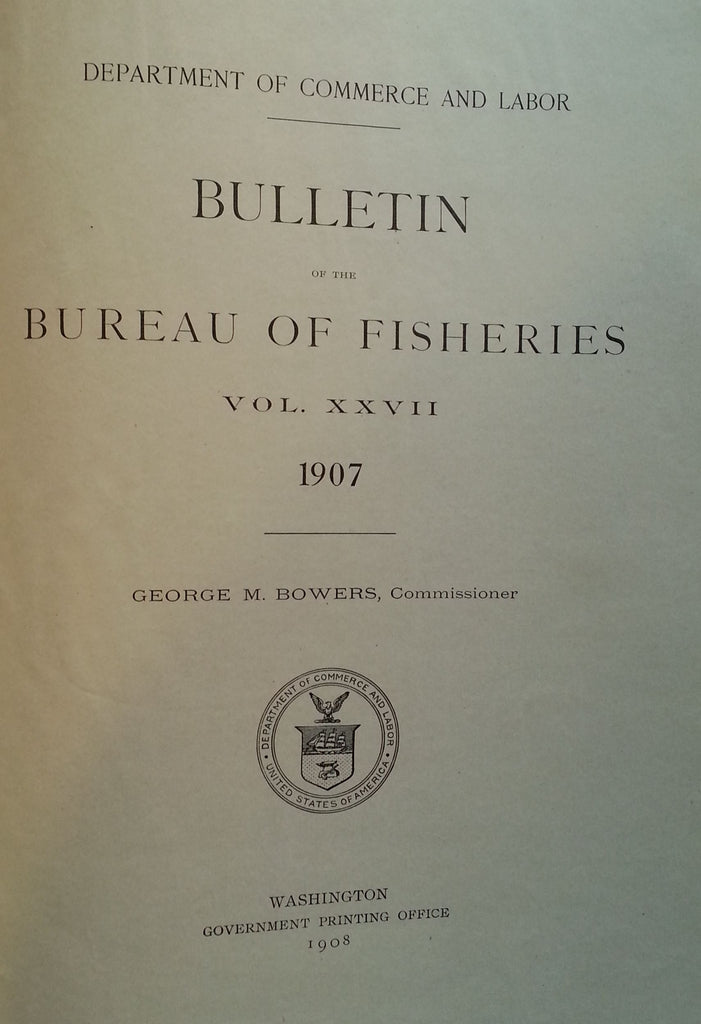 DEPARTMENT OF COMMERCE AND LABOR
BULLETIN
OF THE
BUREAU OF FISHERIES
VOL. XXVII
1907
GEORGE M. BOWERS, Commissioner
DEPARTMENT OF COMMERCE AND LABOR
UNITED STATES OF AMERICA
WASHINGTON
GOVERNMENT PRINTING OFFICE
1908